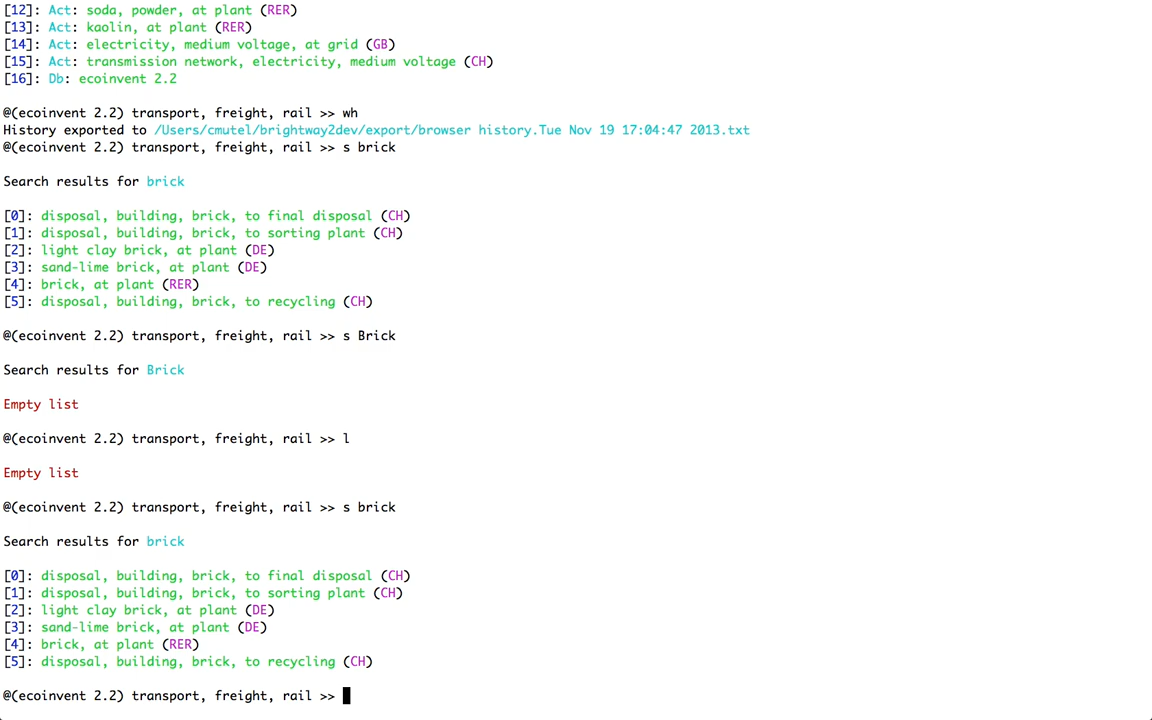 [12]: Act: soda, powder, at plant (RER)
[13]: Act: kaolin, at plant (RER)
[14]: Act: electricity, medium voltage, at grid (GB)
[15]: Act: transmission network, electricity, medium voltage (CH)
[16]: Db: ecoinvent 2.2
@(ecoinvent 2.2) transport, freight, rail >> wh
History exported to /Users/cmutel/brightway2dev/export/browser history.Tue Nov 19 17:04:47 2013.txt
@(ecoinvent 2.2) transport, freight, rail >> s brick
Search results for brick
[0]: disposal, building, brick, to final disposal (CH)
[1]: disposal, building, brick, to sorting plant (CH)
[2]: light clay brick, at plant (DE)
[3]: sand-lime brick, at plant (DE)
[4]: brick, at plant (RER)
[5]: disposal, building, brick, to recycling (CH)
@(ecoinvent 2.2) transport, freight, rail >> s Brick
Search results for Brick
Empty list
@(ecoinvent 2.2) transport, freight, rail >> l
Empty list
@(ecoinvent 2.2) transport, freight, rail >> s brick
Search results for brick
[0]: disposal, building, brick, to final disposal (CH)
[1]: disposal, building, brick, to sorting plant (CH)
[2]: light clay brick, at plant (DE)
[3]: sand-lime brick, at plant (DE)
[4]: brick, at plant (RER)
[5]: disposal, building, brick, to recycling (CH)
@(ecoinvent 2.2) transport, freight, rail >>